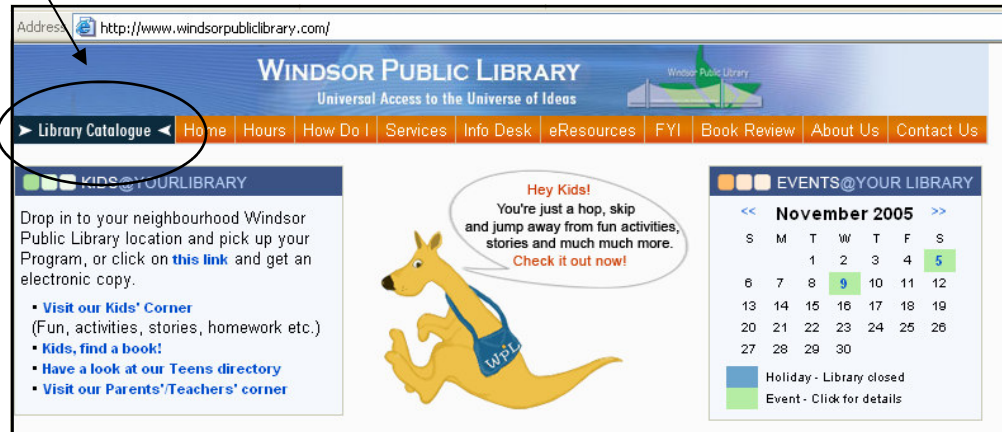 Address http://www.windsorpubliclibrary.com/
WINDSOR PUBLIC LIBRARY
Universal Access to the Universe of Ideas
Windsor Public Library
➤ Library Catalogue ◄ Home Hours How Do I Services Info Desk eResources FYI Book Review About Us Contact Us
KIDS@YOURLIBRARY
Drop in to your neighbourhood Windsor
Public Library location and pick up your
Program, or click on this link and get an
electronic copy.
▪ Visit our Kids' Corner
(Fun, activities, stories, homework etc.)
▪ Kids, find a book!
▪ Have a look at our Teens directory
▪ Visit our Parents'/Teachers' corner
Hey Kids!
You're just a hop, skip
and jump away from fun activities,
stories and much much more.
Check it out now!
WPL
EVENTS@YOUR LIBRARY
<< November 2005 >>
S M T W T F S
1 2 3 4 5
6 7 8 9 10 11 12
13 14 15 16 17 18 19
20 21 22 23 24 25 26
27 28 29 30
Holiday - Library closed
Event - Click for details